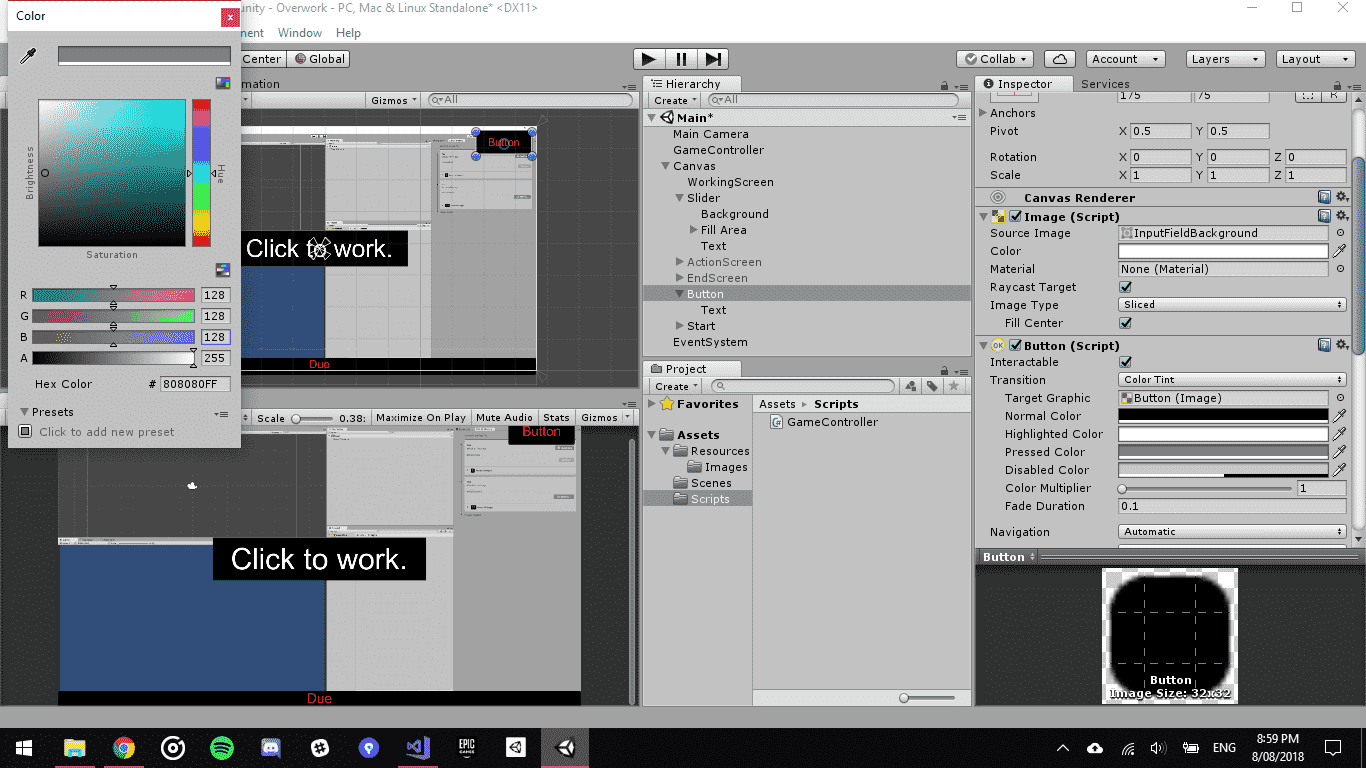 Color
unity - Overwork - PC, Mac & Linux Standalone* <DX11>
nent Window Help
Center Global
Collab Account Layers Layout
mation
Gizmos All
Brightness
Hue
Saturation
R 128
G 128
B 128
A 255
Hex Color # 808080FF
Presets
Click to add new preset
Button
Click to work.
Due
Scale 0.38: Maximize On Play Mute Audio Stats Gizmos
Button
Click to work.
Due
Hierarchy
Create All
Main*
Main Camera
GameController
Canvas
WorkingScreen
Slider
Background
Fill Area
Text
ActionScreen
EndScreen
Button
Text
Start
EventSystem
Project
Create
Favorites
Assets
Resources
Images
Scenes
Scripts
Assets Scripts
GameController
Inspector Services
175 75 R
Anchors
Pivot X 0.5 Y 0.5
Rotation X 0 Y 0 Z 0
Scale X 1 Y 1 Z 1
Canvas Renderer
Image (Script)
Source Image InputFieldBackground
Color
Material None (Material)
Raycast Target
Image Type Sliced
Fill Center
OK Button (Script)
Interactable
Transition Color Tint
Target Graphic Button (Image)
Normal Color
Highlighted Color
Pressed Color
Disabled Color
Color Multiplier 1
Fade Duration 0.1
Navigation Automatic
Button
Button
Image Size: 32x32
EPIC GAMES
ENG
8:59 PM
8/08/2018